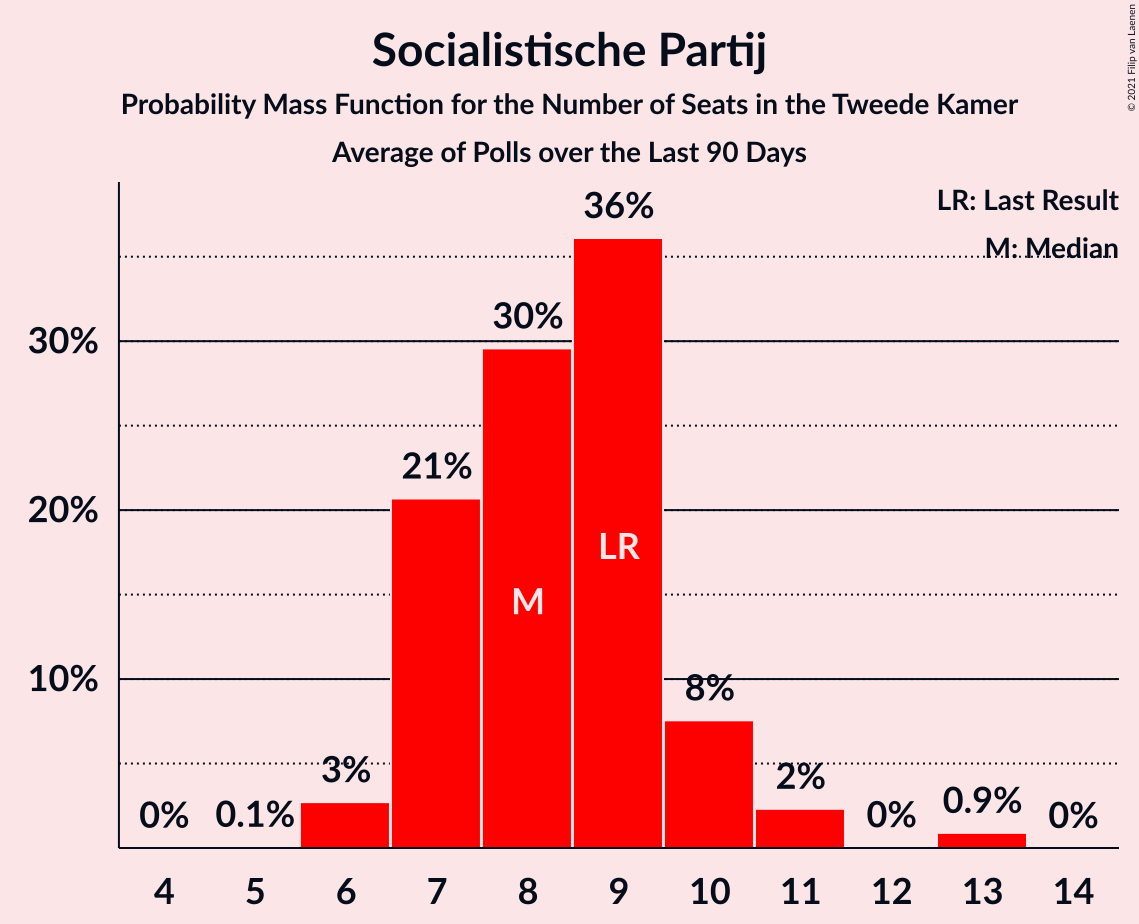 Socialistische Partij
Probability Mass Function for the Number of Seats in the Tweede Kamer
Average of Polls over the Last 90 Days
© 2021 Filip van Laenen
LR: Last Result
M: Median
36%
30%
30%
21%
20%
LR
M
10%
8%
3%
2%
0%
0.1%
0%
0.9%
0%
4 5 6 7 8 9 10 11 12 13 14